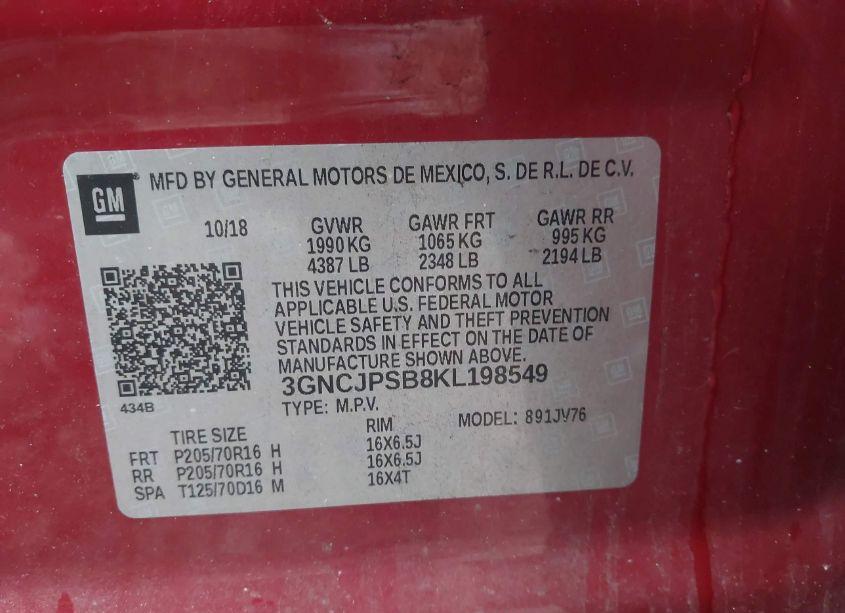 GM
MFD BY GENERAL MOTORS DE MEXICO, S. DE R.L. DE C.V.
10/18 GVWR GAWR FRT GAWR RR
1990 KG 1065 KG 995 KG
4387 LB 2348 LB 2194 LB
THIS VEHICLE CONFORMS TO ALL
APPLICABLE U.S. FEDERAL MOTOR
VEHICLE SAFETY AND THEFT PREVENTION
STANDARDS IN EFFECT ON THE DATE OF
MANUFACTURE SHOWN ABOVE.
3GNCJPSB8KL198549
434B
TYPE: M.P.V. MODEL: 891JV76
TIRE SIZE RIM
FRT P205/70R16 H 16X6.5J
RR P205/70R16 H 16X6.5J
SPA T125/70D16 M 16X4T